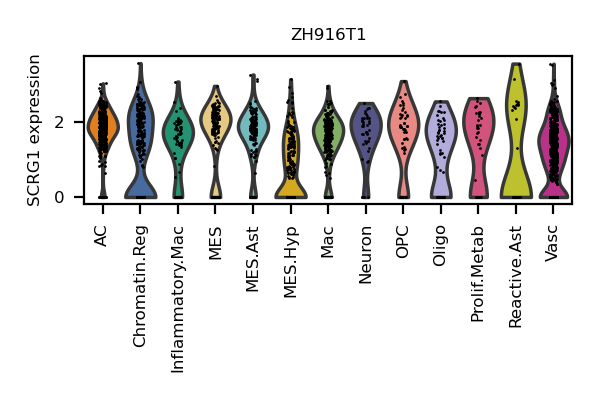 ZH916T1
SCRG1 expression
2
0
AC
Chromatin.Reg
Inflammatory.Mac
MES
MES.Ast
MES.Hyp
Mac
Neuron
OPC
Oligo
Prolif.Metab
Reactive.Ast
Vasc